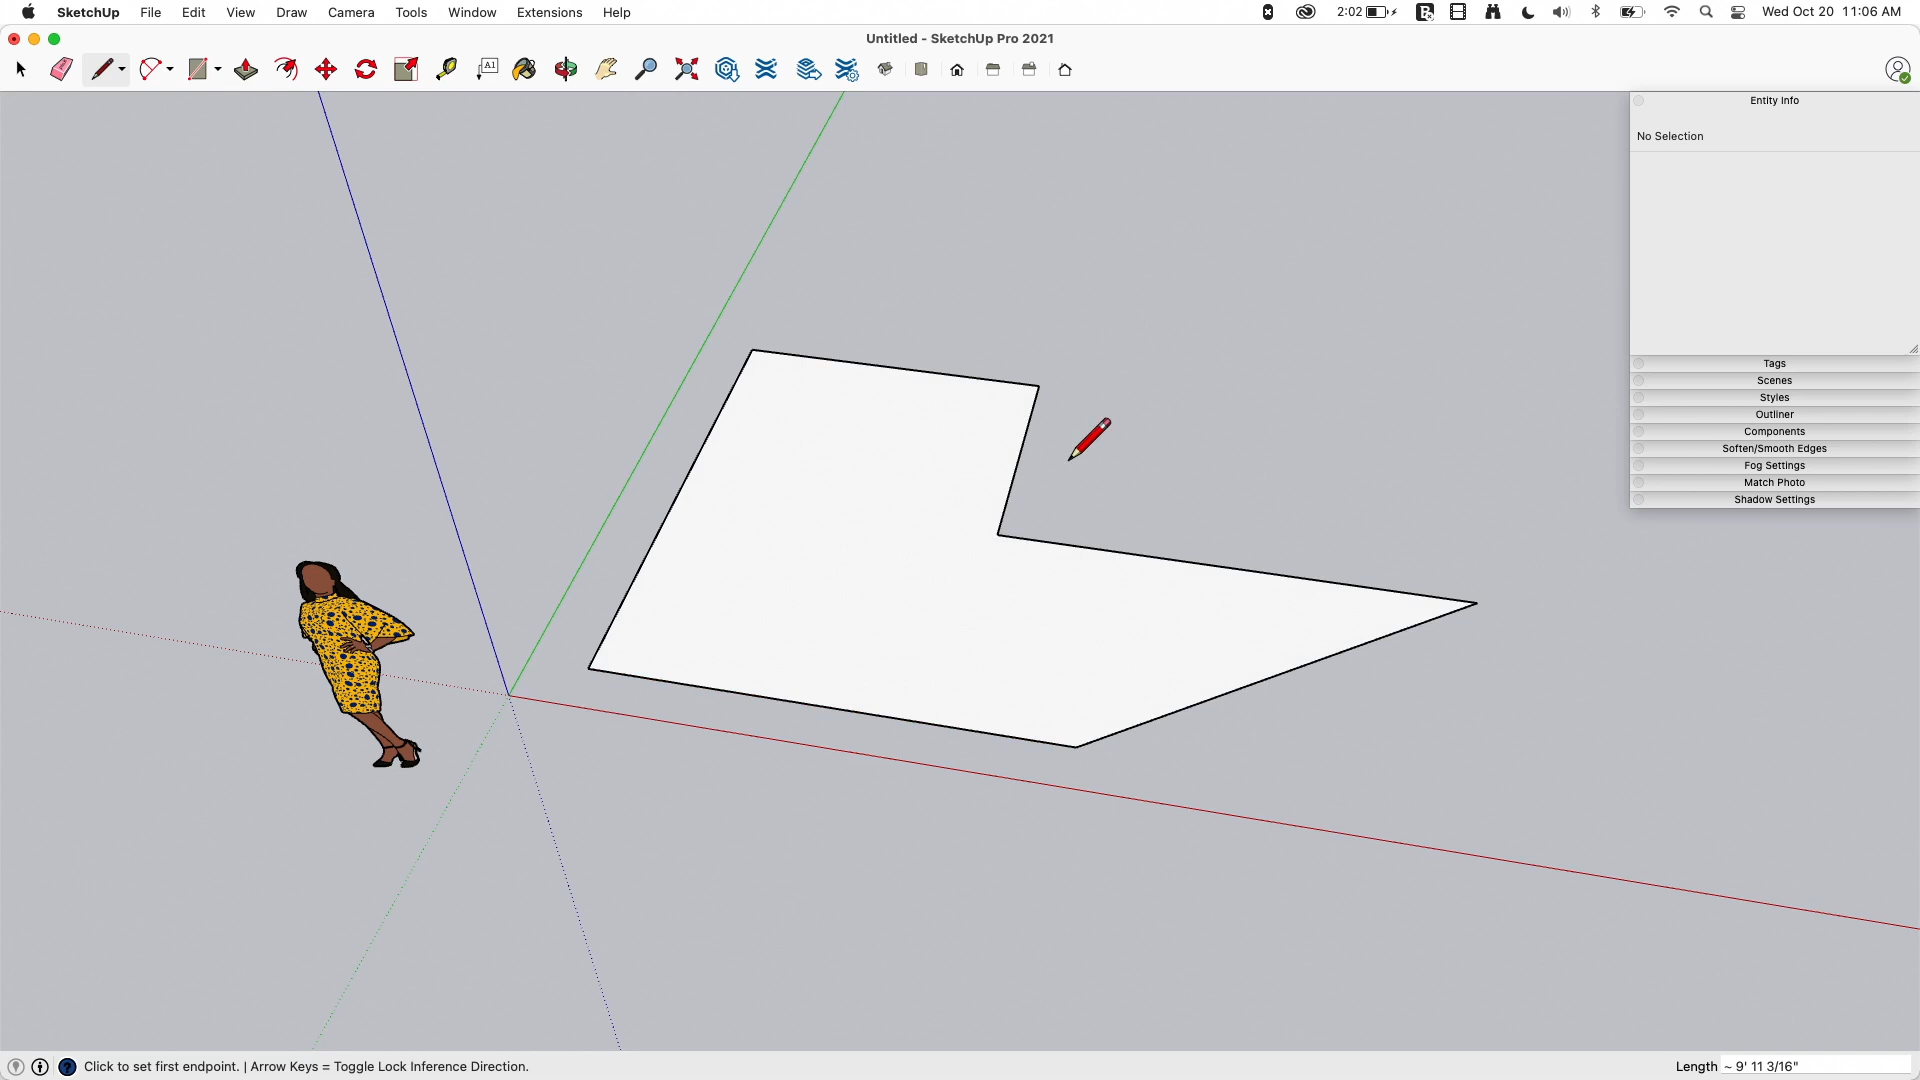 SketchUp File Edit View Draw Camera Tools Window Extensions Help 2:02 Wed Oct 20 11:06 AM
Untitled - SketchUp Pro 2021
A1
Entity Info
No Selection
Tags
Scenes
Styles
Outliner
Components
Soften/Smooth Edges
Fog Settings
Match Photo
Shadow Settings
Click to set first endpoint. | Arrow Keys = Toggle Lock Inference Direction. Length ~ 9' 11 3/16"